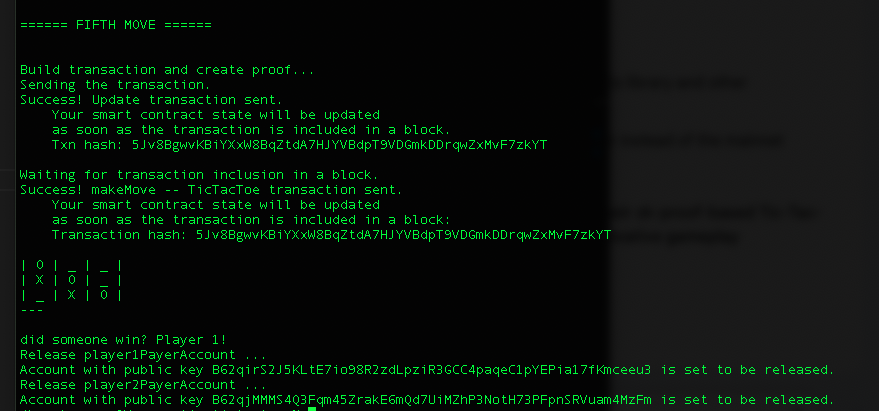 ====== FIFTH MOVE ======
Build transaction and create proof...
Sending the transaction.
Success! Update transaction sent.
Your smart contract state will be updated
as soon as the transaction is included in a block.
Txn hash: 5Jv8BgwvKBiYXxW8BqZtdA7HJYVBdpT9VDGmkDDrqwZxMvF7zkYT
Waiting for transaction inclusion in a block.
Success! makeMove -- TicTacToe transaction sent.
Your smart contract state will be updated
as soon as the transaction is included in a block:
Transaction hash: 5Jv8BgwvKBiYXxW8BqZtdA7HJYVBdpT9VDGmkDDrqwZxMvF7zkYT
| O | _ | _ |
| X | O | _ |
| _ | X | O |
---
did someone win? Player 1!
Release player1PayerAccount ...
Account with public key B62qirS2J5KLtE7io98R2zdLpziR3GCC4paqeC1pYEPia17fKmceeu3 is set to be released.
Release player2PayerAccount ...
Account with public key B62qjMMMS4Q3Fqm45ZrakE6mQd7UiMZhP3NotH73PFpnSRVuam4MzFm is set to be released.